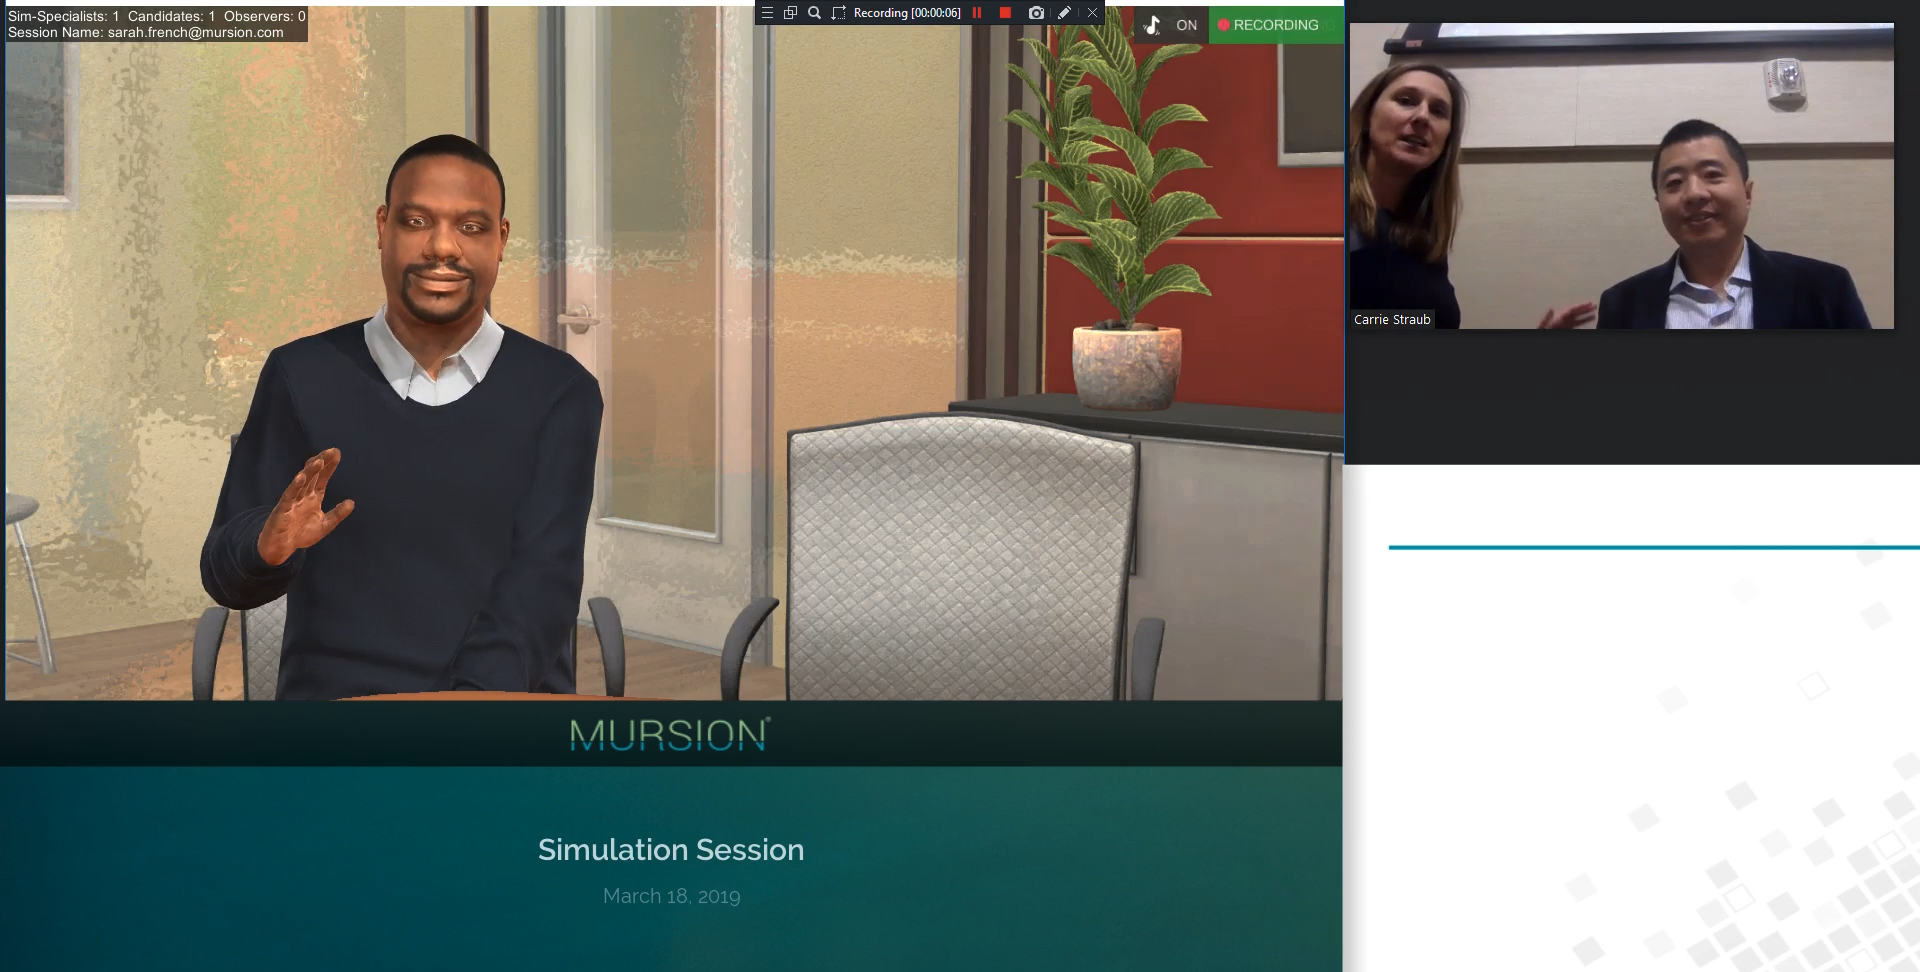 Sim-Specialists: 1 Candidates: 1 Observers: 0
Session Name: sarah.french@mursion.com
Recording [00:00:06]
ON
RECORDING
Carrie Straub
MURSION®
Simulation Session
March 18, 2019